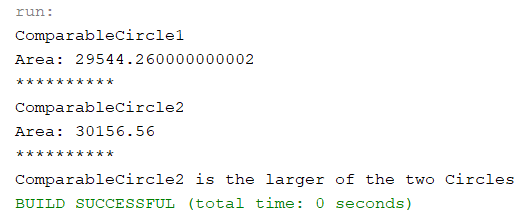 run:
ComparableCircle1
Area: 29544.260000000002
**********
ComparableCircle2
Area: 30156.56
**********
ComparableCircle2 is the larger of the two Circles
BUILD SUCCESSFUL (total time: 0 seconds)